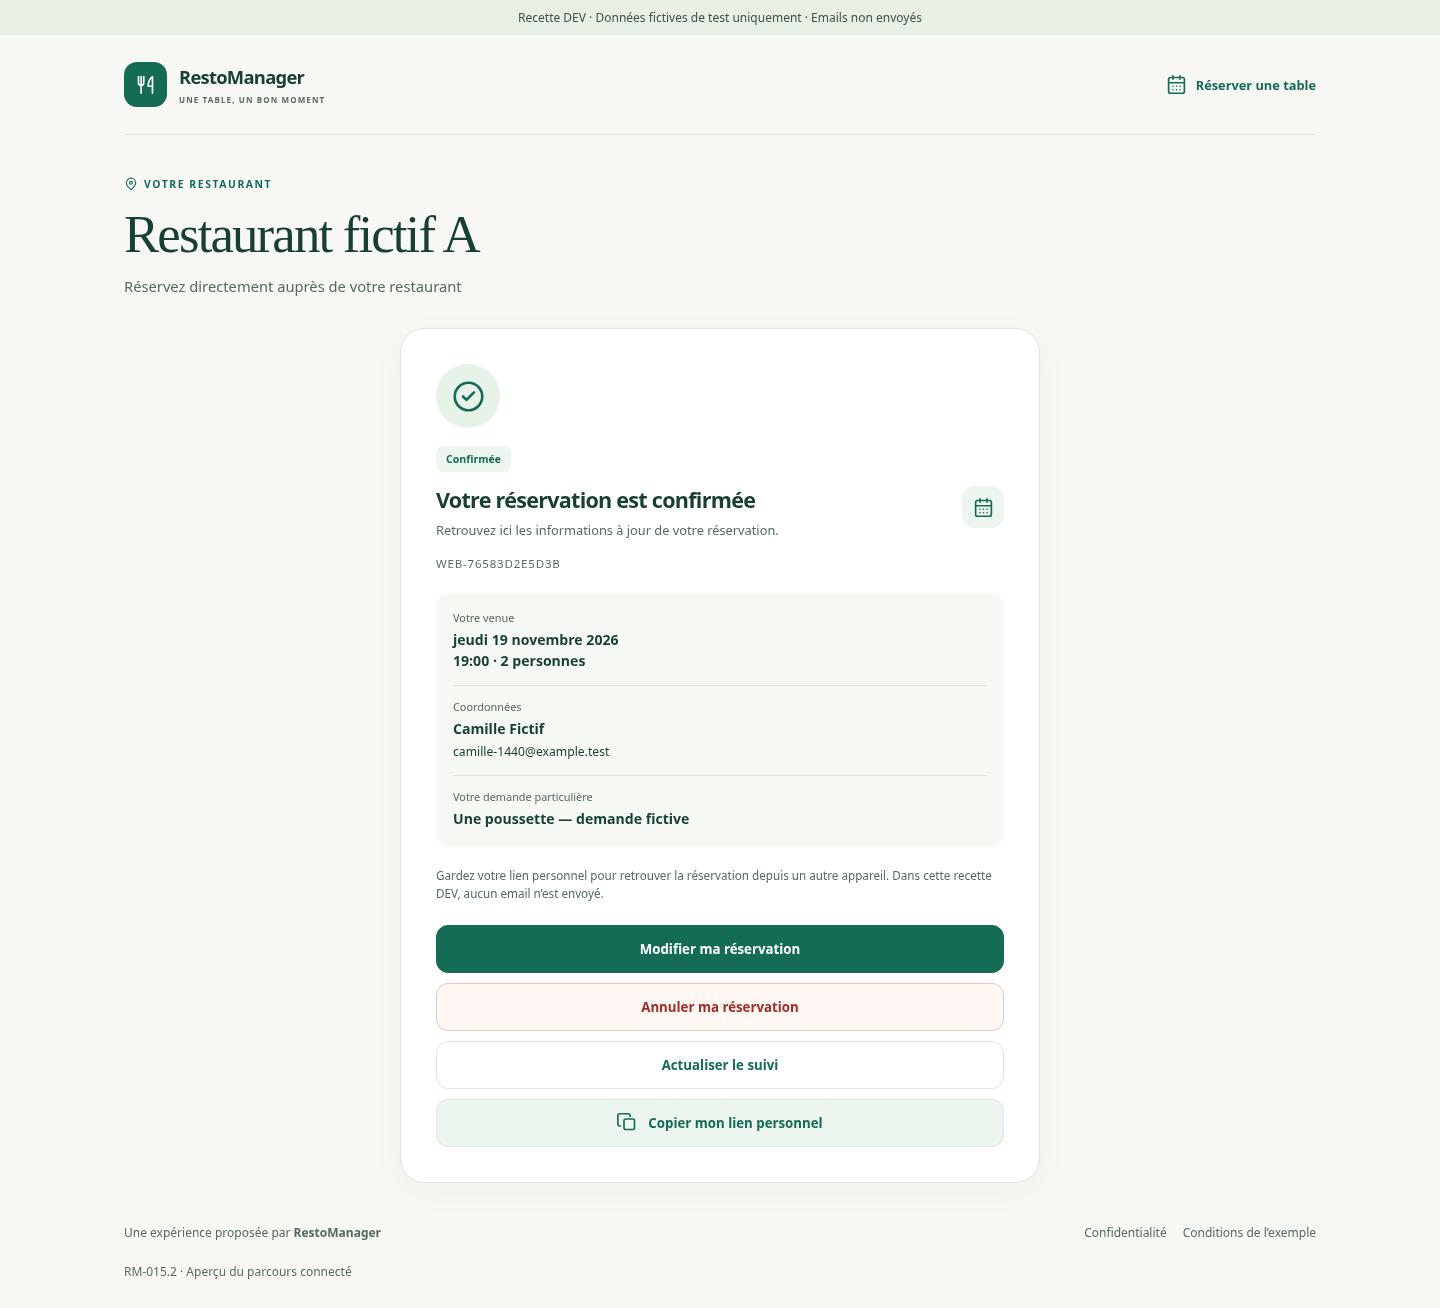 Recette DEV · Données fictives de test uniquement · Emails non envoyés
RestoManager
UNE TABLE, UN BON MOMENT
Réserver une table
VOTRE RESTAURANT
Restaurant fictif A
Réservez directement auprès de votre restaurant
Confirmée
Votre réservation est confirmée
Retrouvez ici les informations à jour de votre réservation.
WEB-76583D2E5D3B
Votre venue
jeudi 19 novembre 2026
19:00 · 2 personnes
Coordonnées
Camille Fictif
camille-1440@example.test
Votre demande particulière
Une poussette — demande fictive
Gardez votre lien personnel pour retrouver la réservation depuis un autre appareil. Dans cette recette
DEV, aucun email n’est envoyé.
Modifier ma réservation
Annuler ma réservation
Actualiser le suivi
Copier mon lien personnel
Une expérience proposée par RestoManager
Confidentialité
Conditions de l’exemple
RM-015.2 · Aperçu du parcours connecté